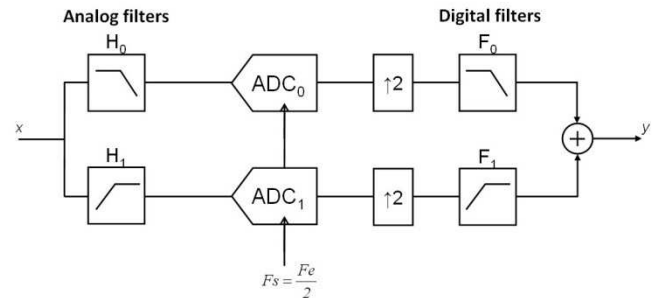 Analog filters
Digital filters
H₀
F₀
ADC₀
↑2
x
y
+
H₁
F₁
ADC₁
↑2
Fs = Fe/2